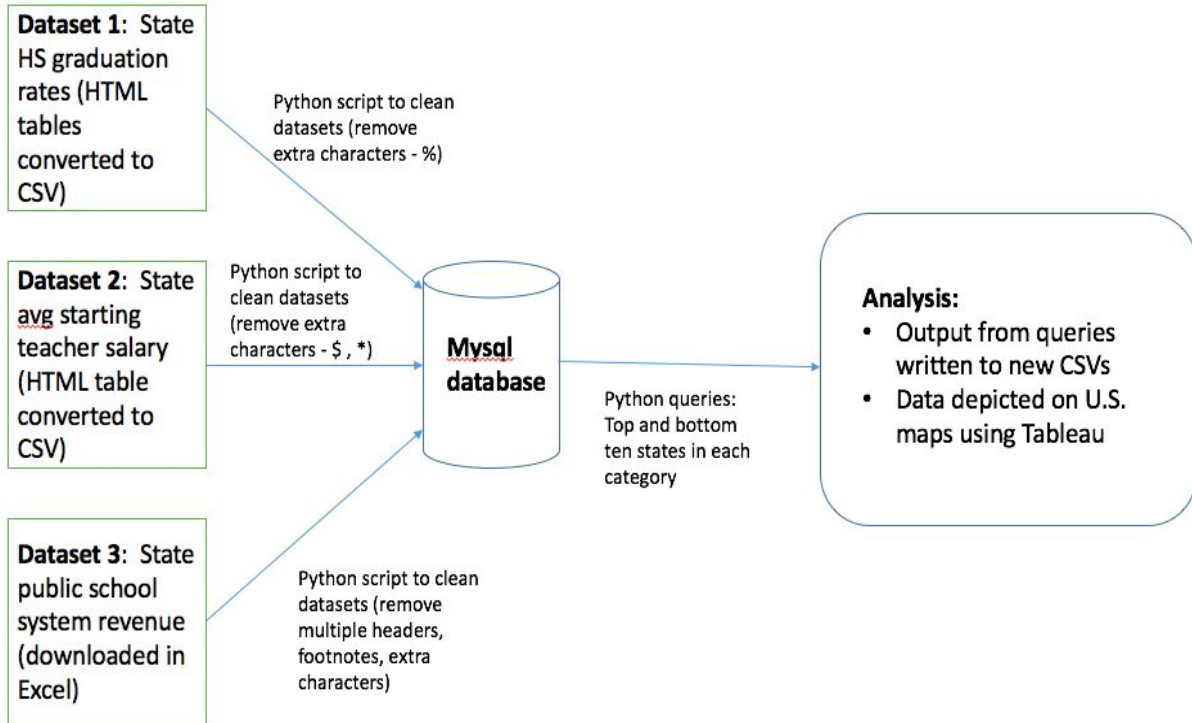 Dataset 1:  State
HS graduation
rates (HTML
tables
converted to
CSV)
Python script to clean
datasets (remove
extra characters - %)
Dataset 2:  State
avg starting
teacher salary
(HTML table
converted to
CSV)
Python script to
clean datasets
(remove extra
characters - $ , *)
Dataset 3:  State
public school
system revenue
(downloaded in
Excel)
Python script to clean
datasets (remove
multiple headers,
footnotes, extra
characters)
Mysql
database
Python queries:
Top and bottom
ten states in each
category
Analysis:
• Output from queries
written to new CSVs
• Data depicted on U.S.
maps using Tableau